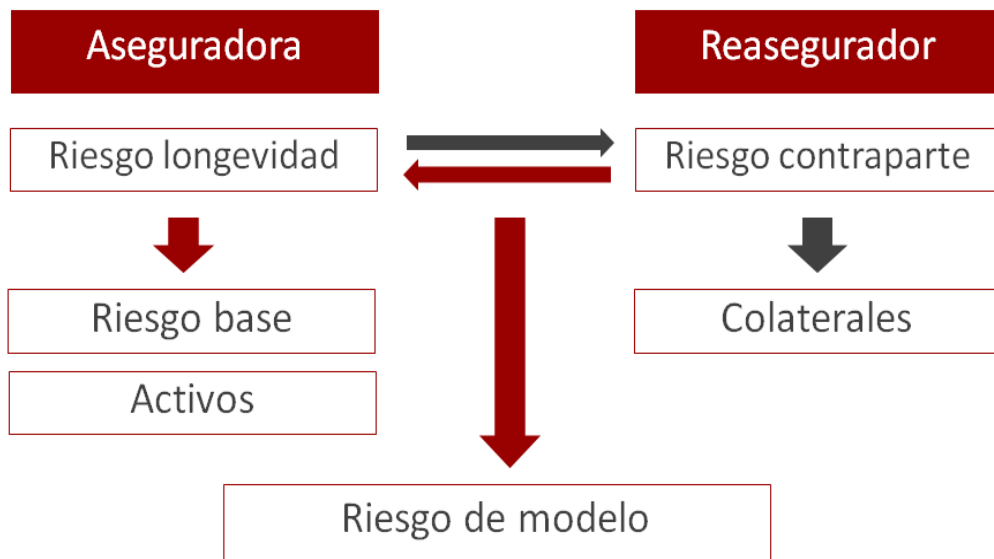 Aseguradora
Reasegurador
Riesgo longevidad
Riesgo contraparte
Riesgo base
Colaterales
Activos
Riesgo de modelo